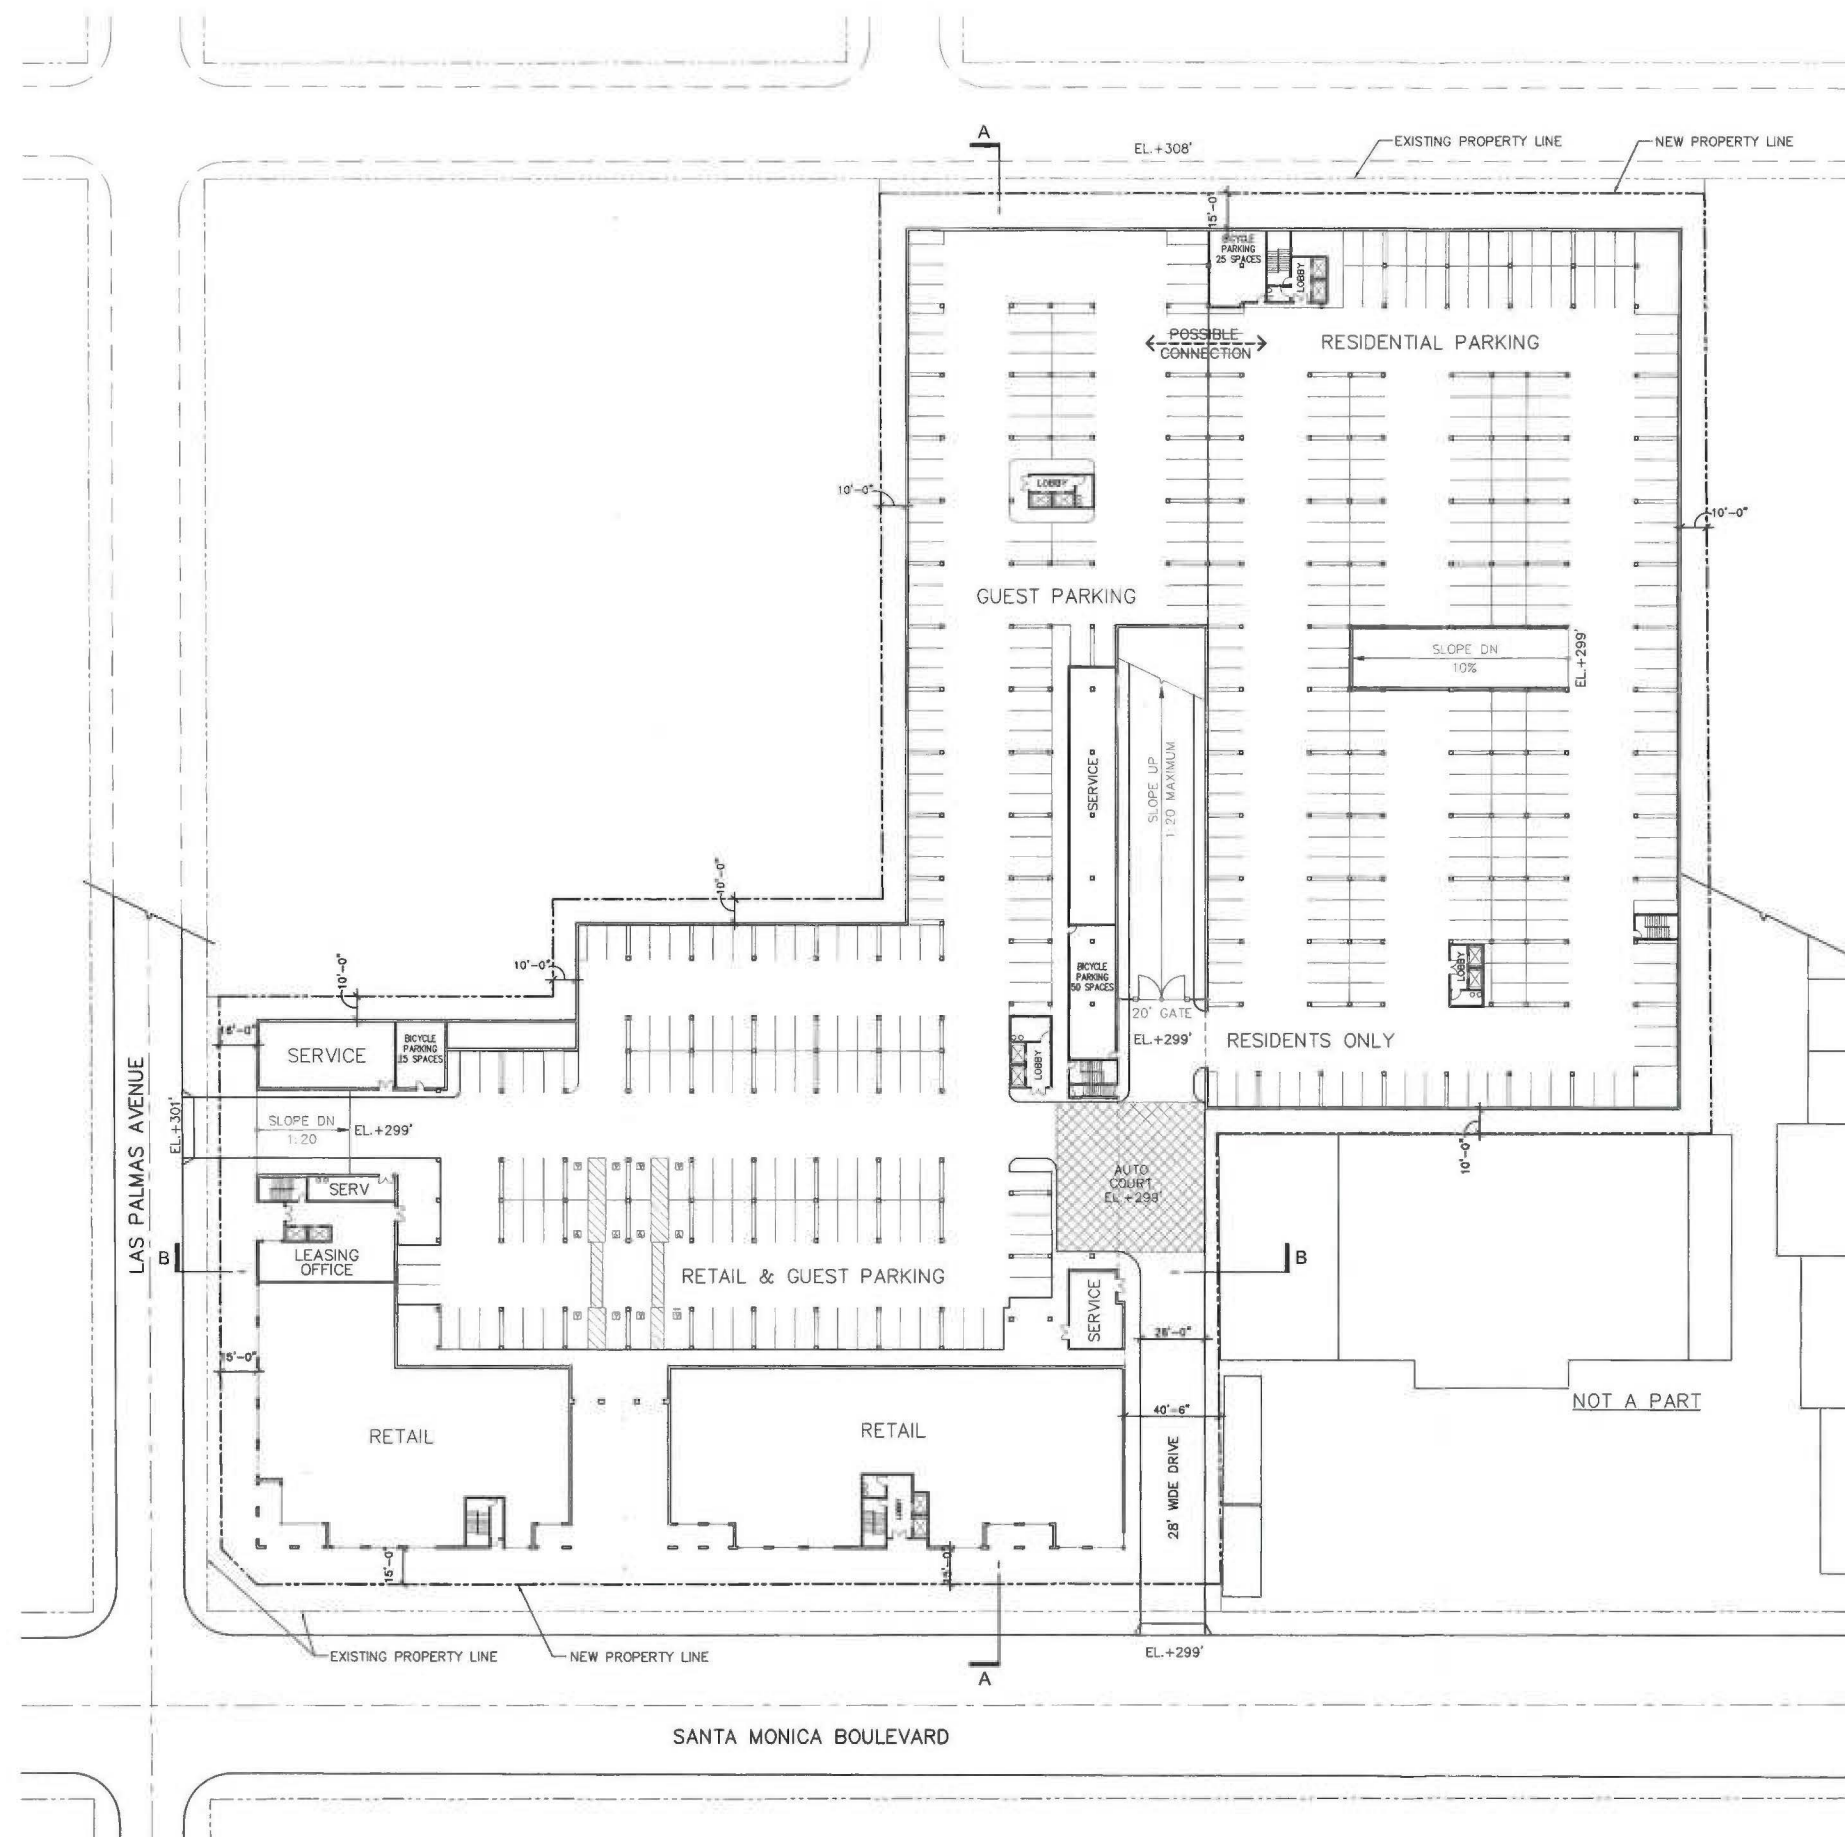 A
EL.+308'
EXISTING PROPERTY LINE
NEW PROPERTY LINE
15'-0"
BICYCLE
PARKING
25 SPACES
LOBBY
POSSIBLE
CONNECTION
RESIDENTIAL PARKING
LOBBY
10'-0"
10'-0"
GUEST PARKING
SLOPE DN
10%
EL.+299'
SERVICE
SLOPE UP
1:20 MAXIMUM
10'-0"
10'-0"
10'-0"
BICYCLE
PARKING
50 SPACES
LOBBY
20' GATE
EL.+299'
RESIDENTS ONLY
15'-0"
SERVICE
BICYCLE
PARKING
15 SPACES
LOBBY
LAS PALMAS AVENUE
EL.+301'
SLOPE DN
1:20
EL.+299'
10'-0"
AUTO
COURT
EL.+299'
SERV
B
LEASING
OFFICE
RETAIL & GUEST PARKING
B
SERVICE
28'-0"
15'-0"
NOT A PART
40'-6"
RETAIL
RETAIL
28' WIDE DRIVE
LOBBY
15'-0"
15'-0"
EXISTING PROPERTY LINE
NEW PROPERTY LINE
EL.+299'
A
SANTA MONICA BOULEVARD